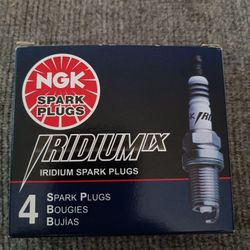 NGK
SPARK
PLUGS
IRIDIUM IX
IRIDIUM SPARK PLUGS
4
SPARK PLUGS
BOUGIES
BUJÍAS